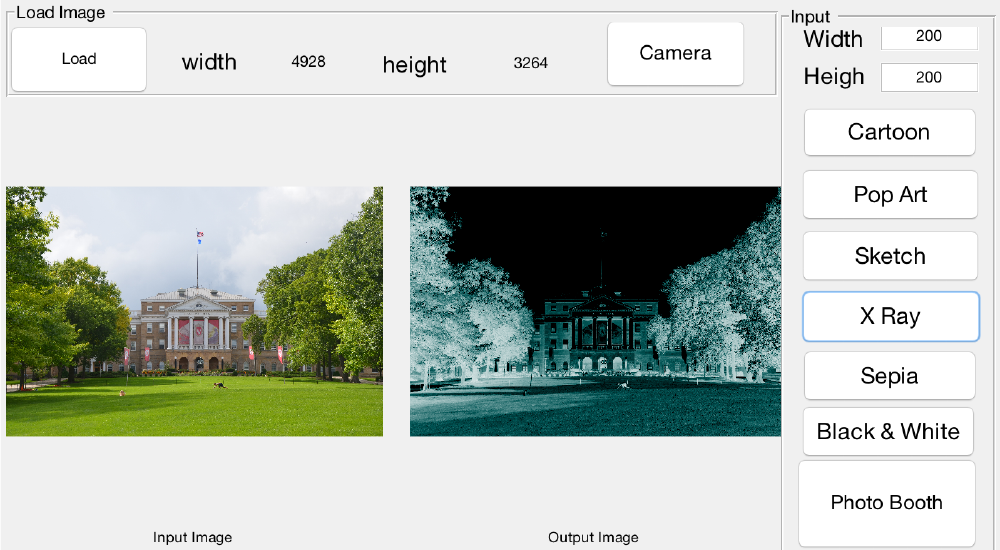 Load Image
Load
width
4928
height
3264
Camera
Input
Width
200
Heigh
200
Cartoon
Pop Art
Sketch
X Ray
Sepia
Black & White
Photo Booth
Input Image
Output Image